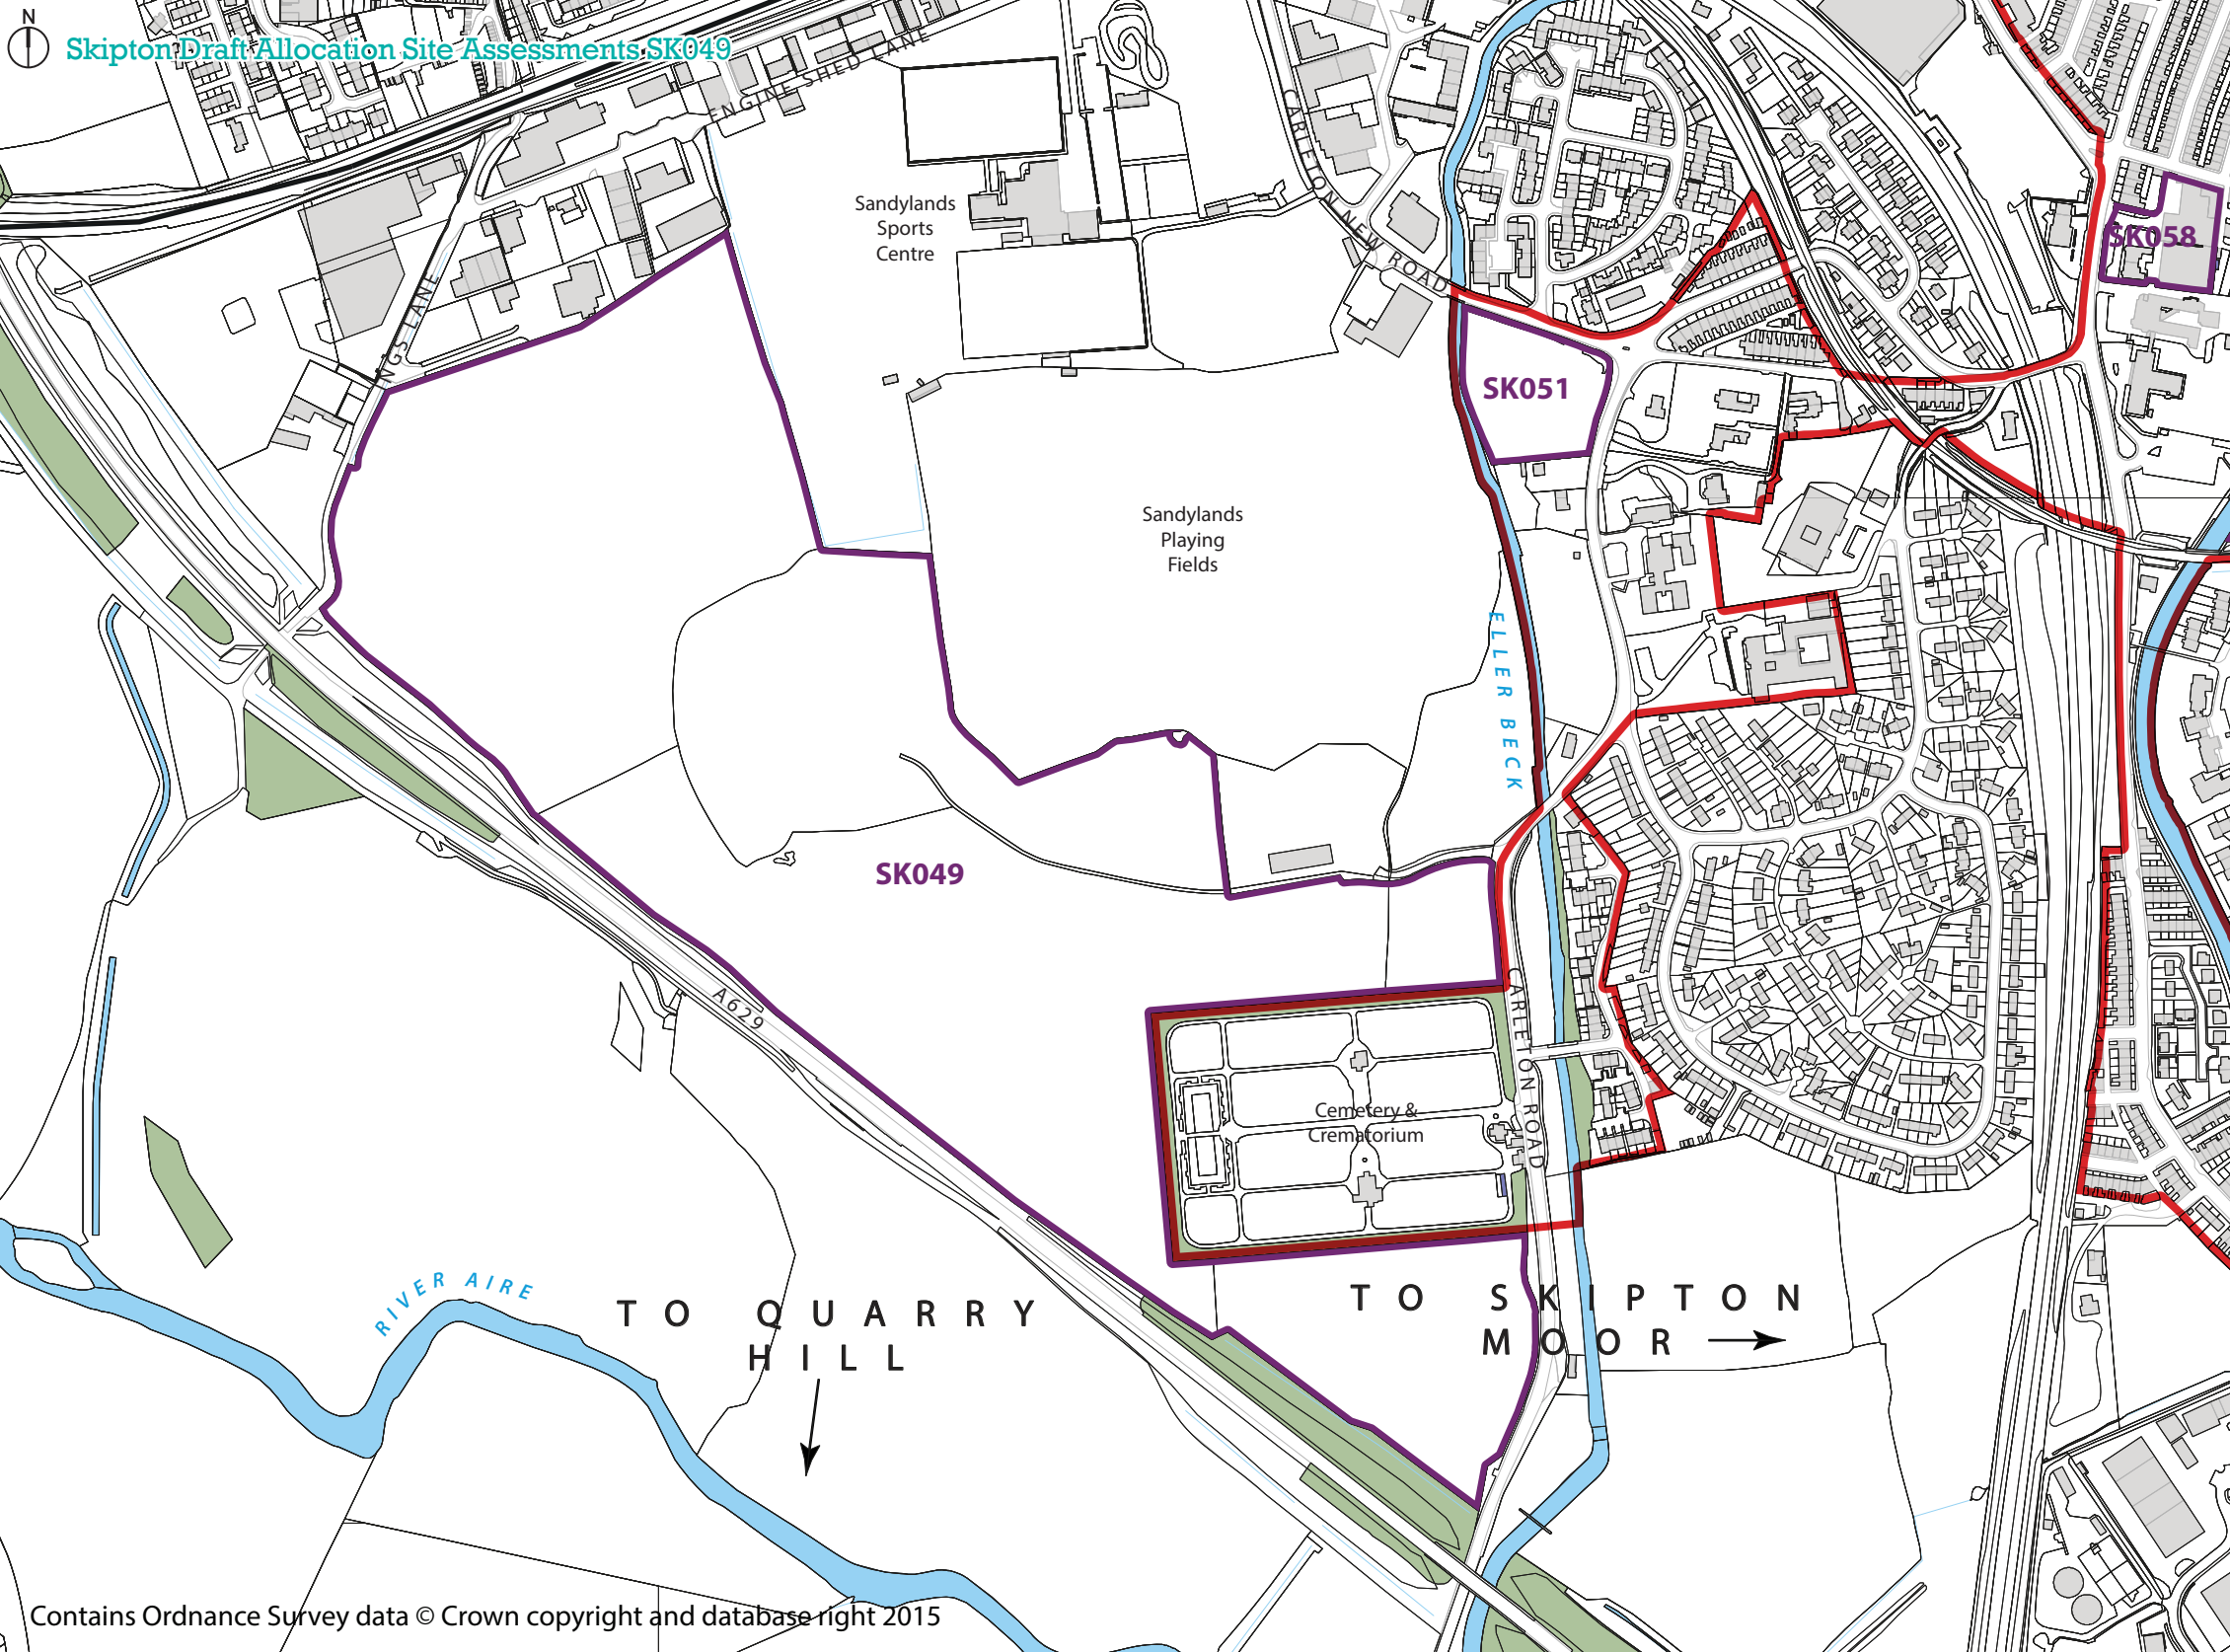 N
Skipton Draft Allocation Site Assessments SK049
ENGINE SHED LANE
CARLETON NEW ROAD
Sandylands
Sports
Centre
SK058
INGS LANE
SK051
Sandylands
Playing
Fields
ELLER BECK
SK049
A629
CARLETON ROAD
Cemetery &
Crematorium
RIVER AIRE
TO QUARRY
HILL
TO SKIPTON
MOOR
Contains Ordnance Survey data © Crown copyright and database right 2015